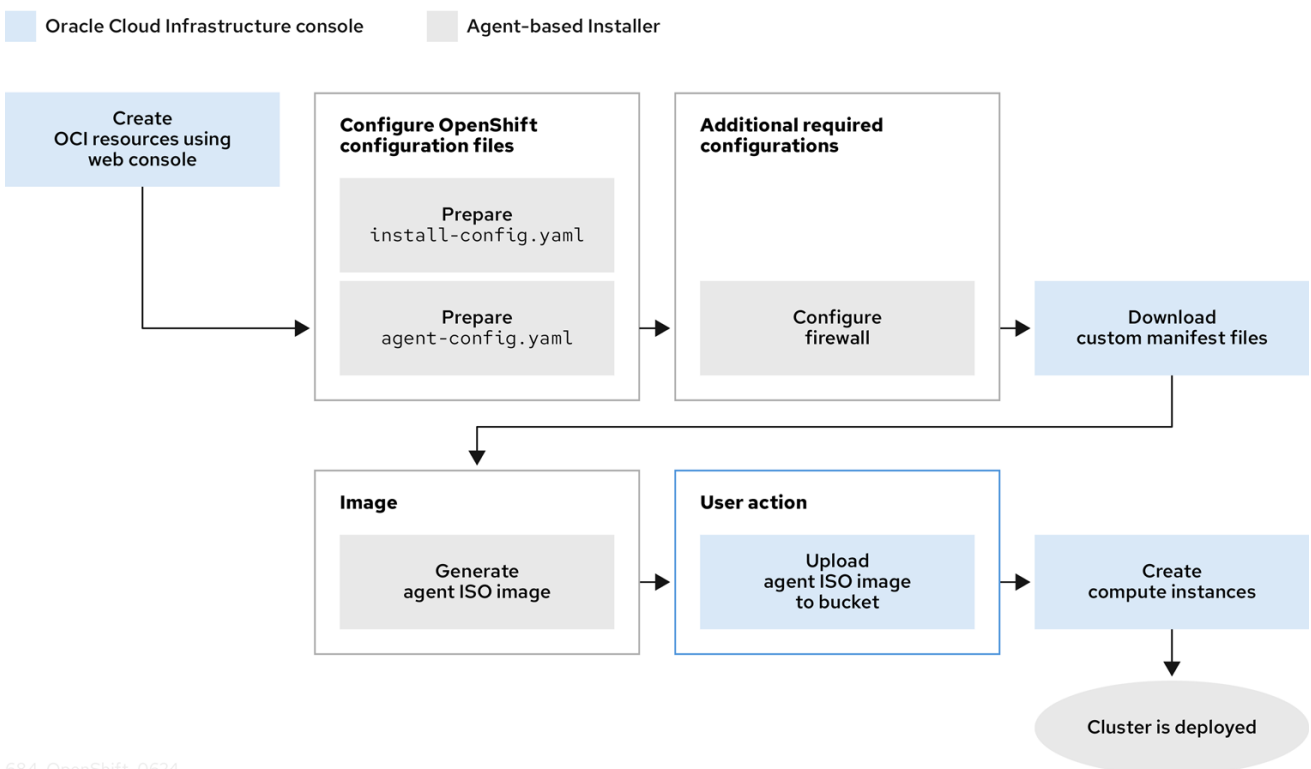 Oracle Cloud Infrastructure console
Agent-based Installer
Create
OCI resources using
web console
Configure OpenShift
configuration files
Prepare
install-config.yaml
Prepare
agent-config.yaml
Additional required
configurations
Configure
firewall
Download
custom manifest files
Image
Generate
agent ISO image
User action
Upload
agent ISO image
to bucket
Create
compute instances
Cluster is deployed
684_OpenShift_0624